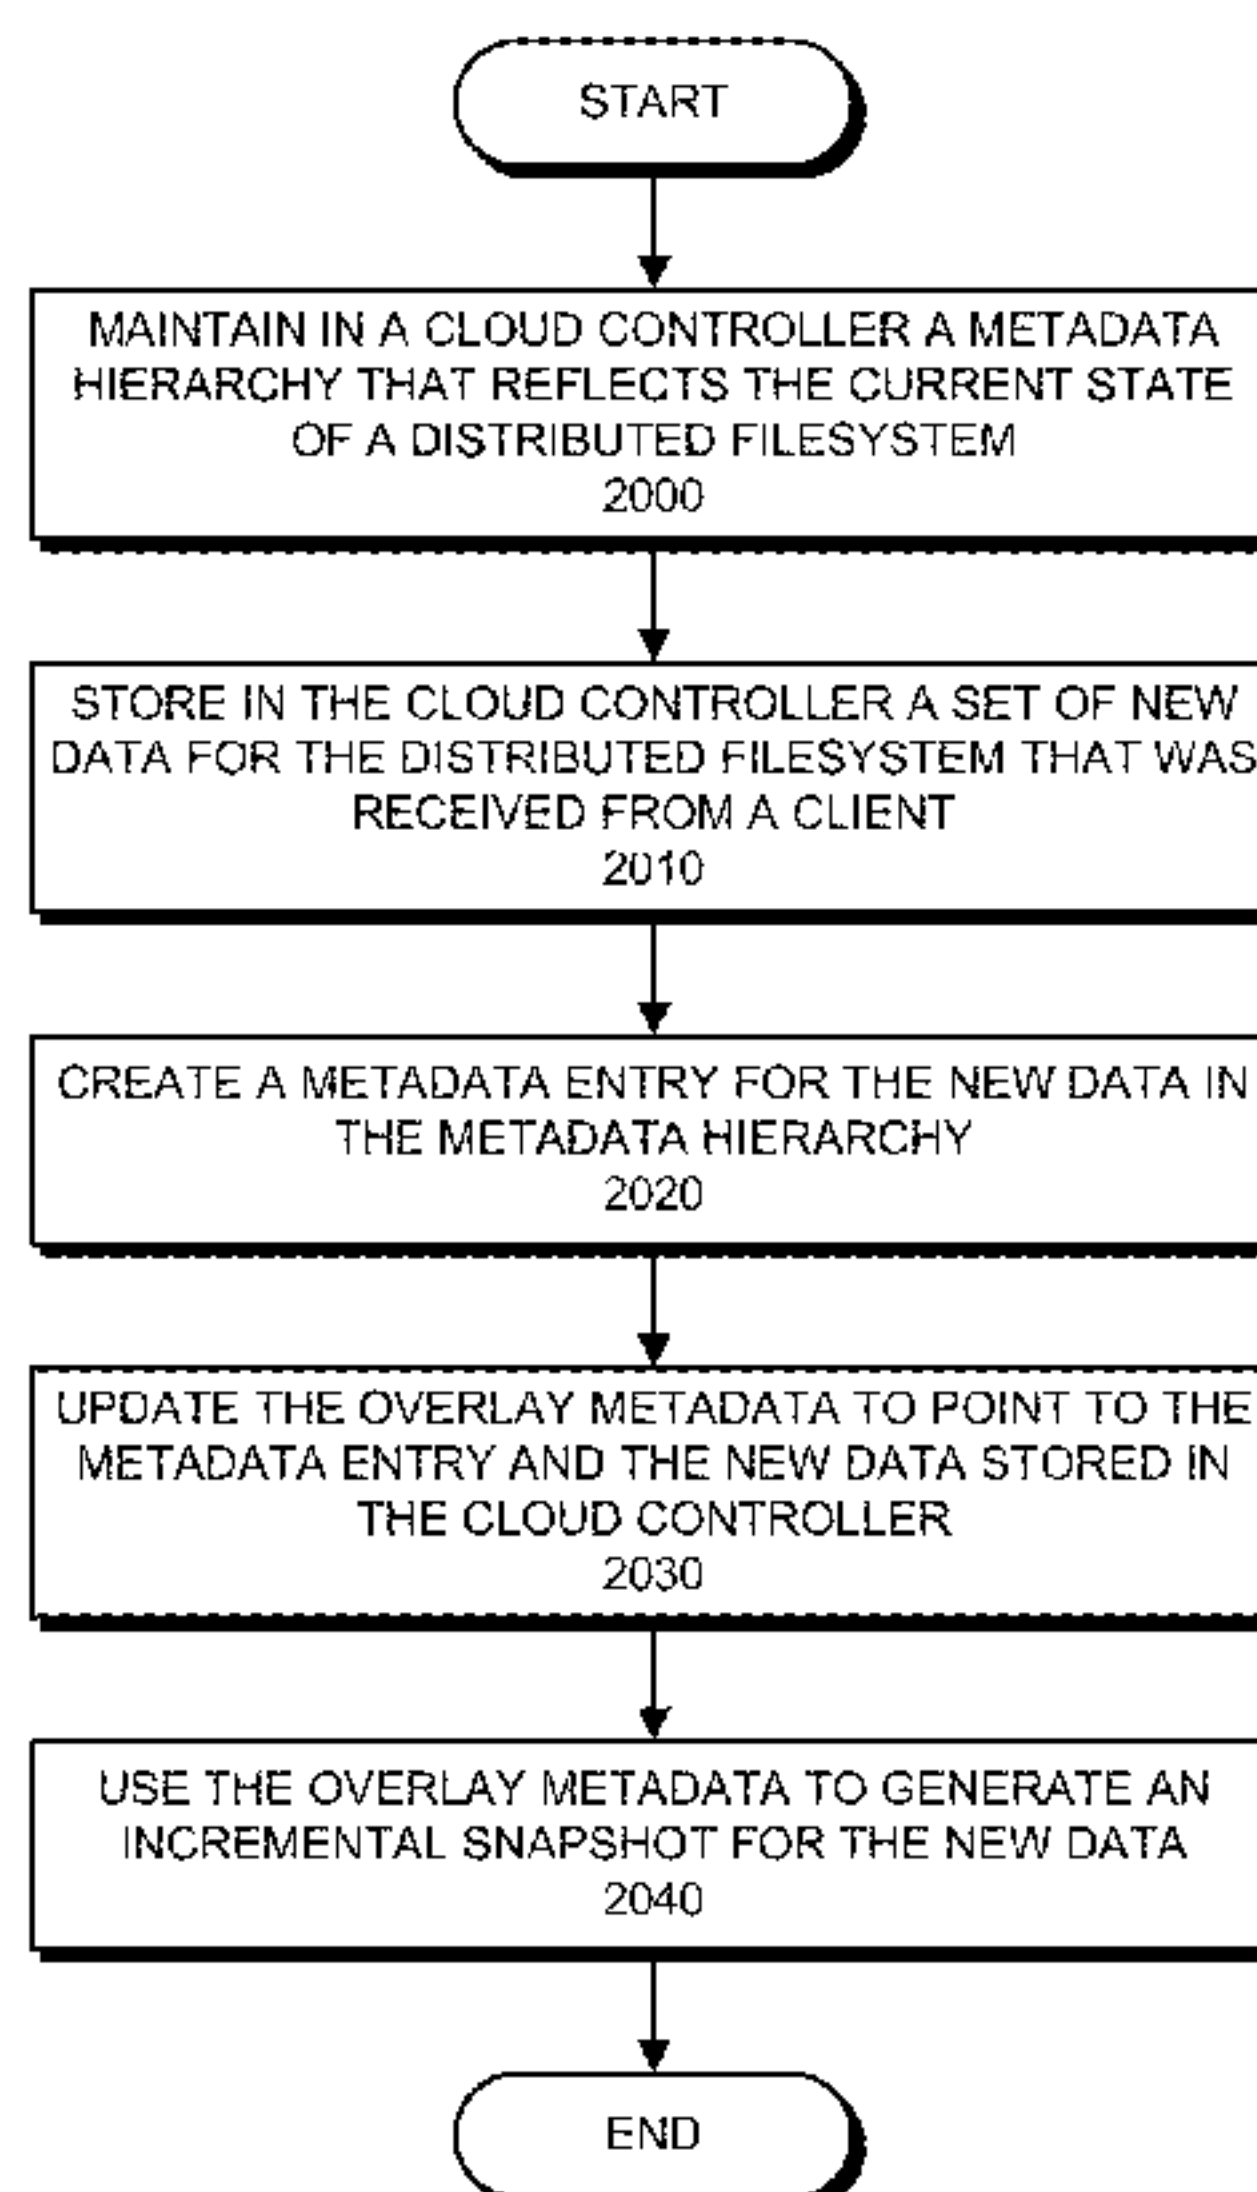 START
MAINTAIN IN A CLOUD CONTROLLER A METADATA
HIERARCHY THAT REFLECTS THE CURRENT STATE
OF A DISTRIBUTED FILESYSTEM
2000
STORE IN THE CLOUD CONTROLLER A SET OF NEW
DATA FOR THE DISTRIBUTED FILESYSTEM THAT WAS
RECEIVED FROM A CLIENT
2010
CREATE A METADATA ENTRY FOR THE NEW DATA IN
THE METADATA HIERARCHY
2020
UPDATE THE OVERLAY METADATA TO POINT TO THE
METADATA ENTRY AND THE NEW DATA STORED IN
THE CLOUD CONTROLLER
2030
USE THE OVERLAY METADATA TO GENERATE AN
INCREMENTAL SNAPSHOT FOR THE NEW DATA
2040
END